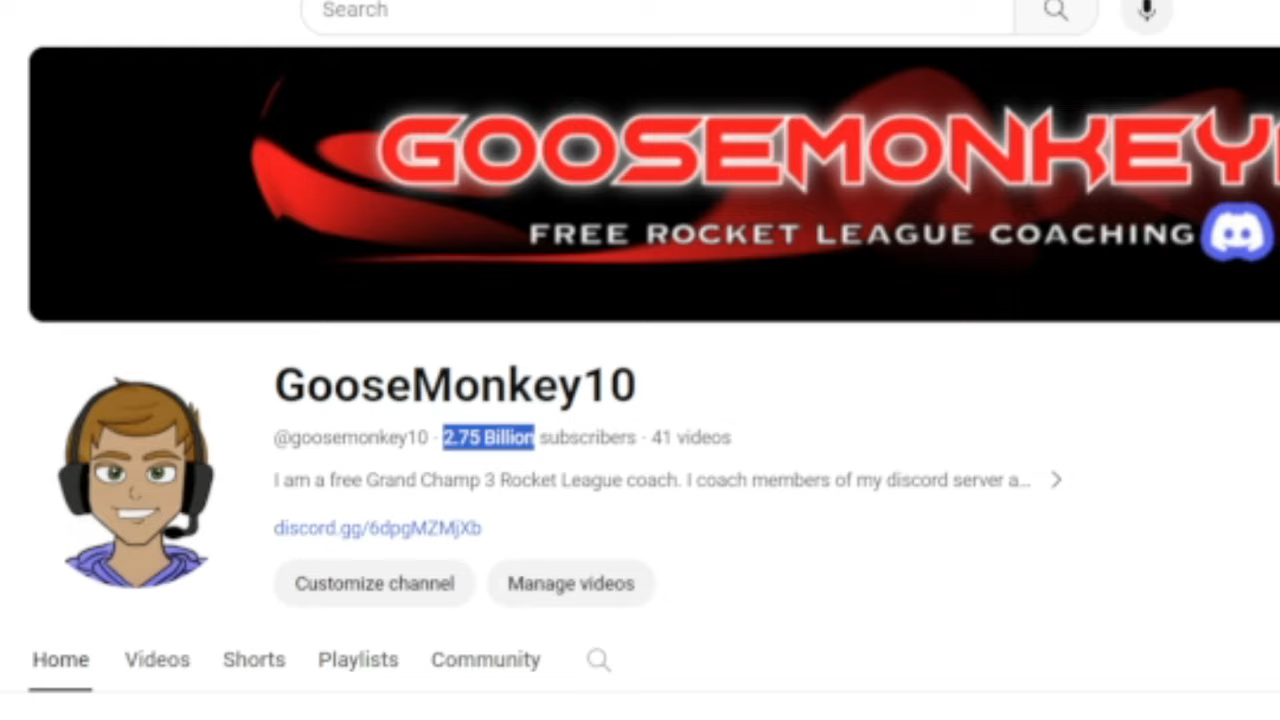 Search
GOOSEMONKEY
FREE ROCKET LEAGUE COACHING
GooseMonkey10
@goosemonkey10 · 2.75 Billion subscribers · 41 videos
I am a free Grand Champ 3 Rocket League coach. I coach members of my discord server a...
discord.gg/6dpgMZMjXb
Customize channel Manage videos
Home Videos Shorts Playlists Community